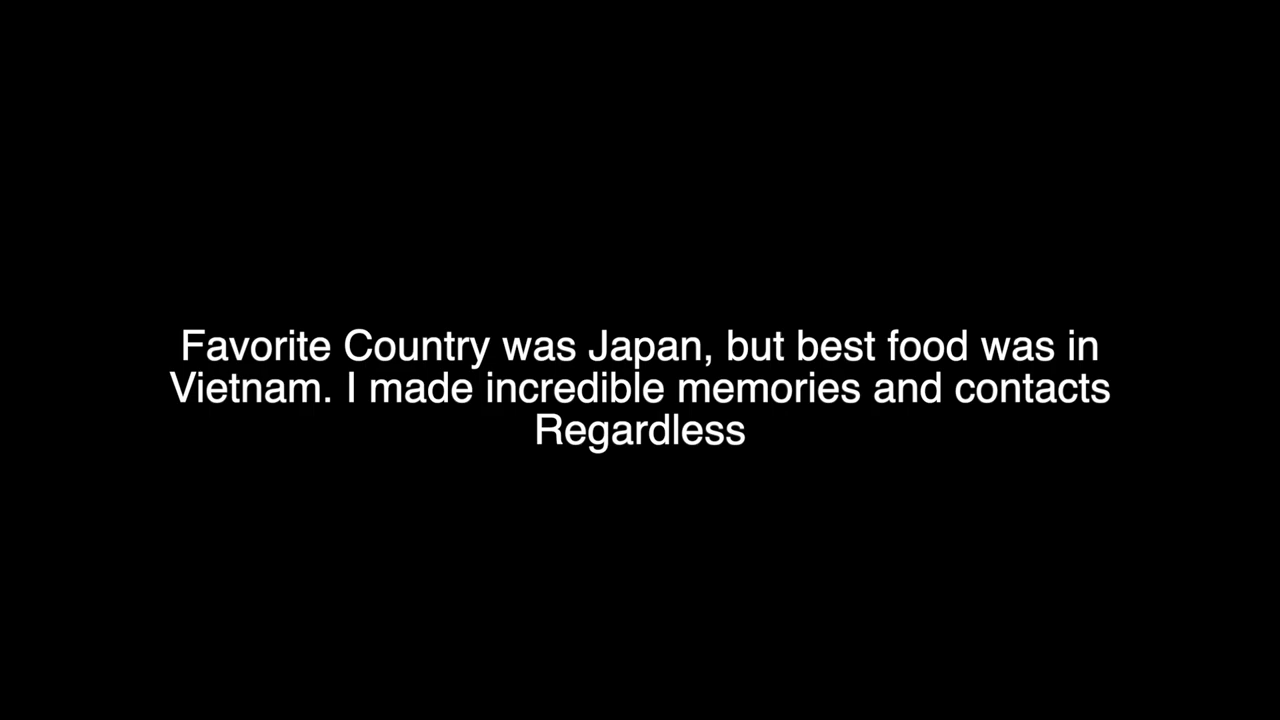 Favorite Country was Japan, but best food was in
Vietnam. I made incredible memories and contacts
Regardless